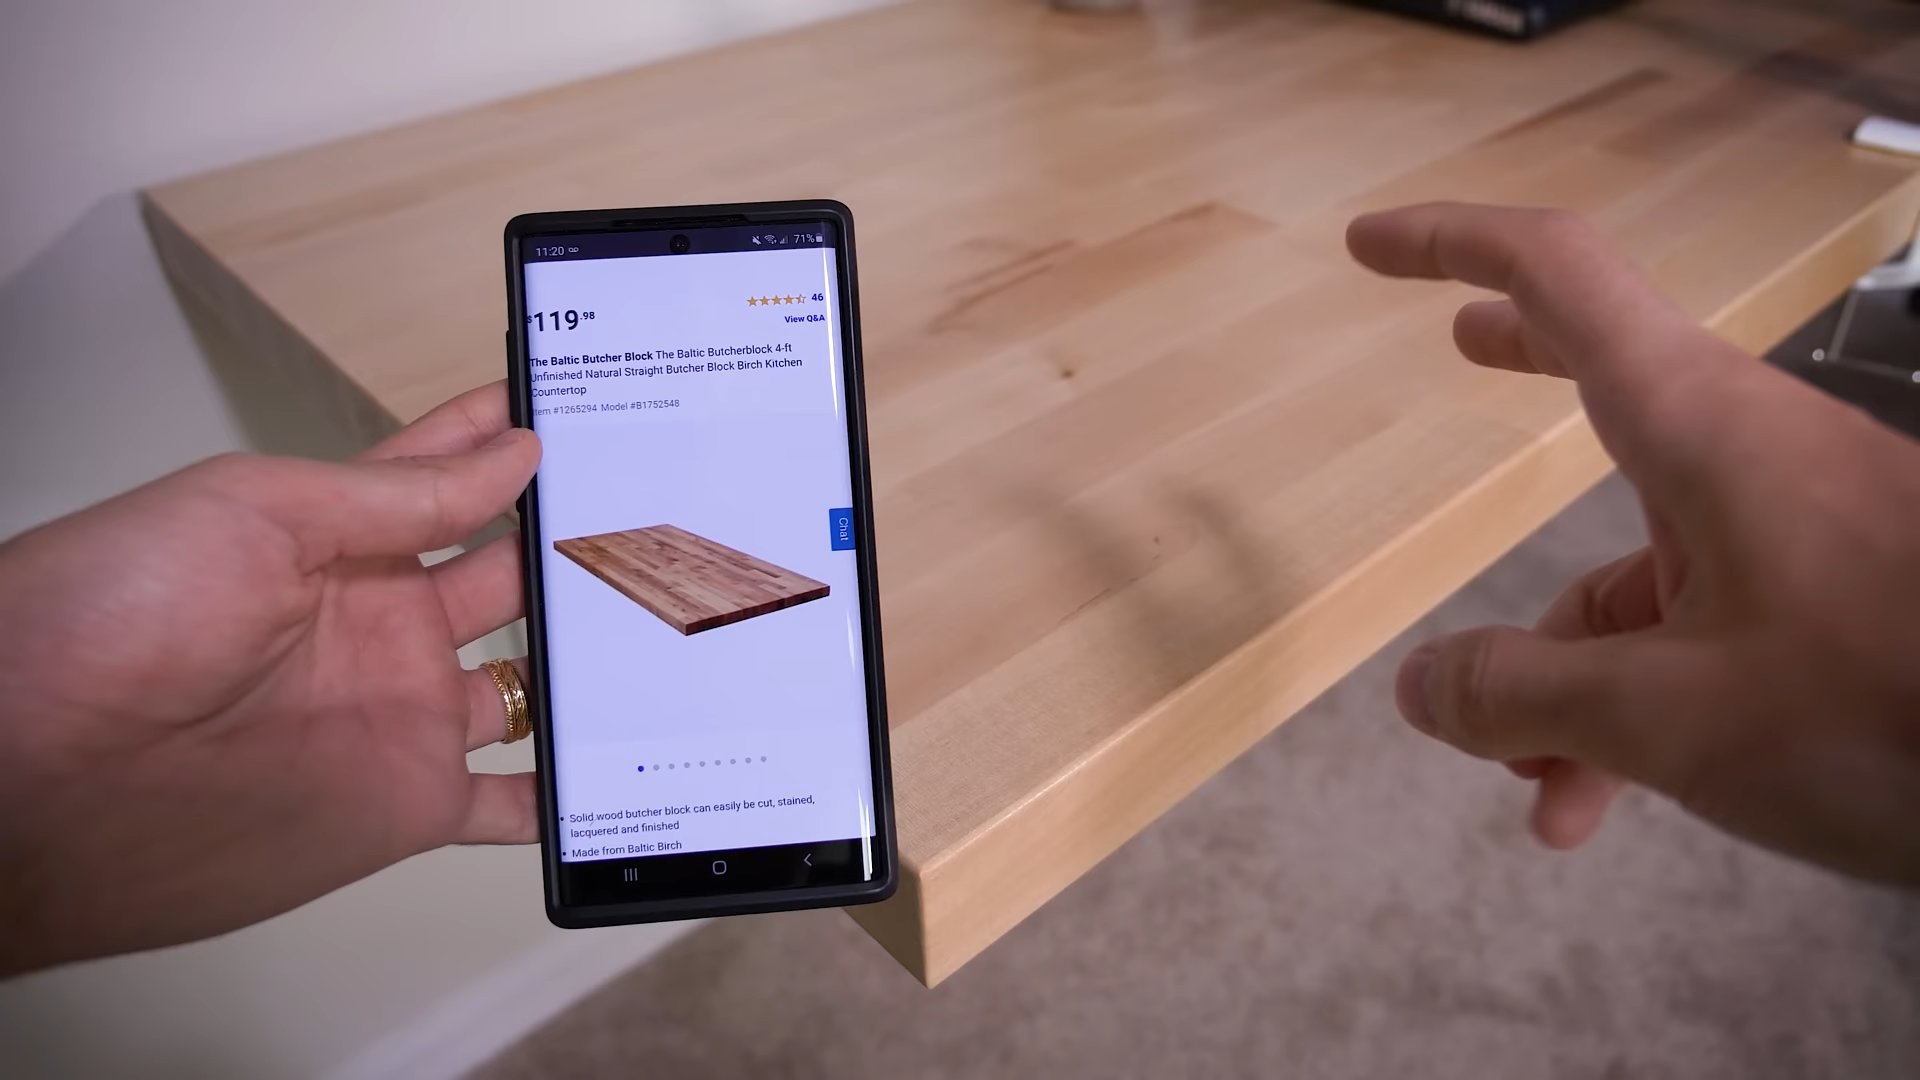 11:20
71%
46
$119.98
View Q&A
The Baltic Butcher Block The Baltic Butcherblock 4-ft
Unfinished Natural Straight Butcher Block Birch Kitchen
Countertop
Item #1265294 Model #B1752548
Chat
• Solid wood butcher block can easily be cut, stained,
lacquered and finished
• Made from Baltic Birch